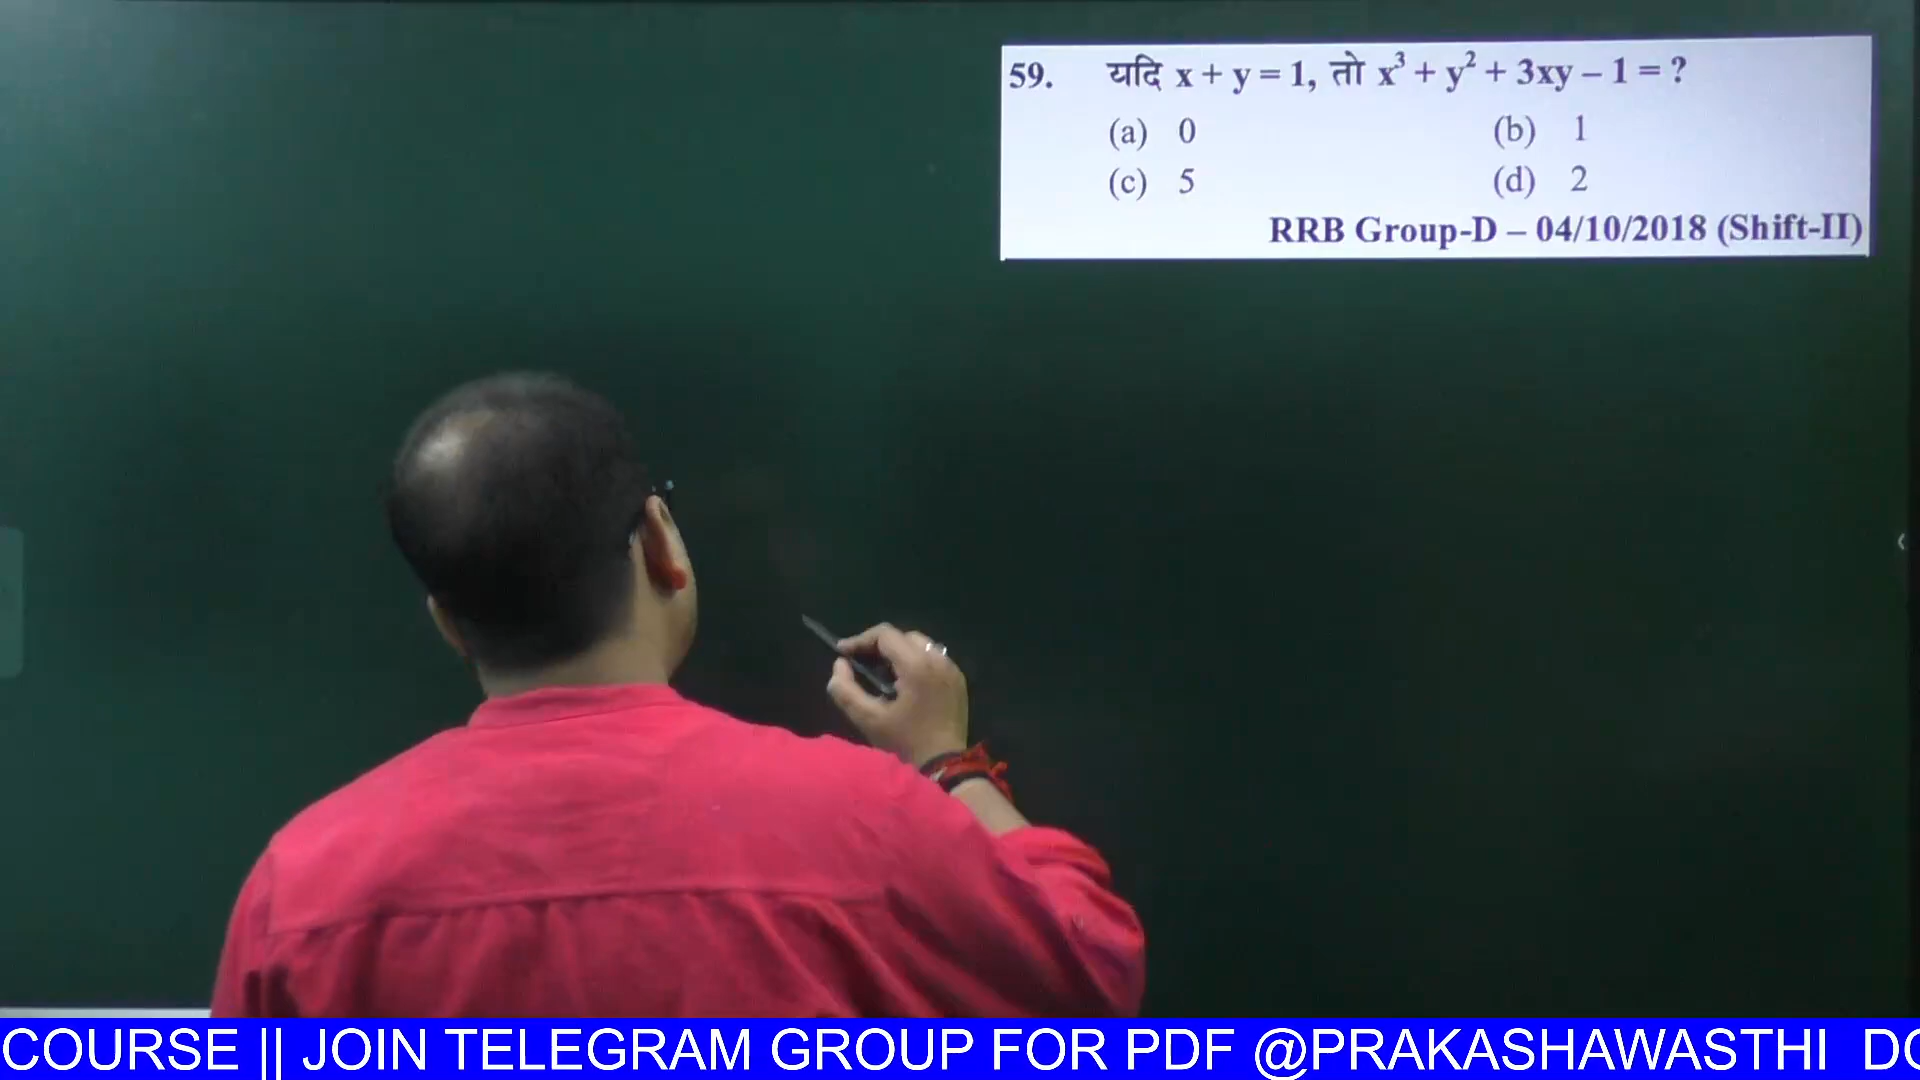 59. यदि x + y = 1, तो x³ + y² + 3xy – 1 = ?
(a) 0 (b) 1
(c) 5 (d) 2
RRB Group-D – 04/10/2018 (Shift-II)
COURSE || JOIN TELEGRAM GROUP FOR PDF @PRAKASHAWASTHI DO